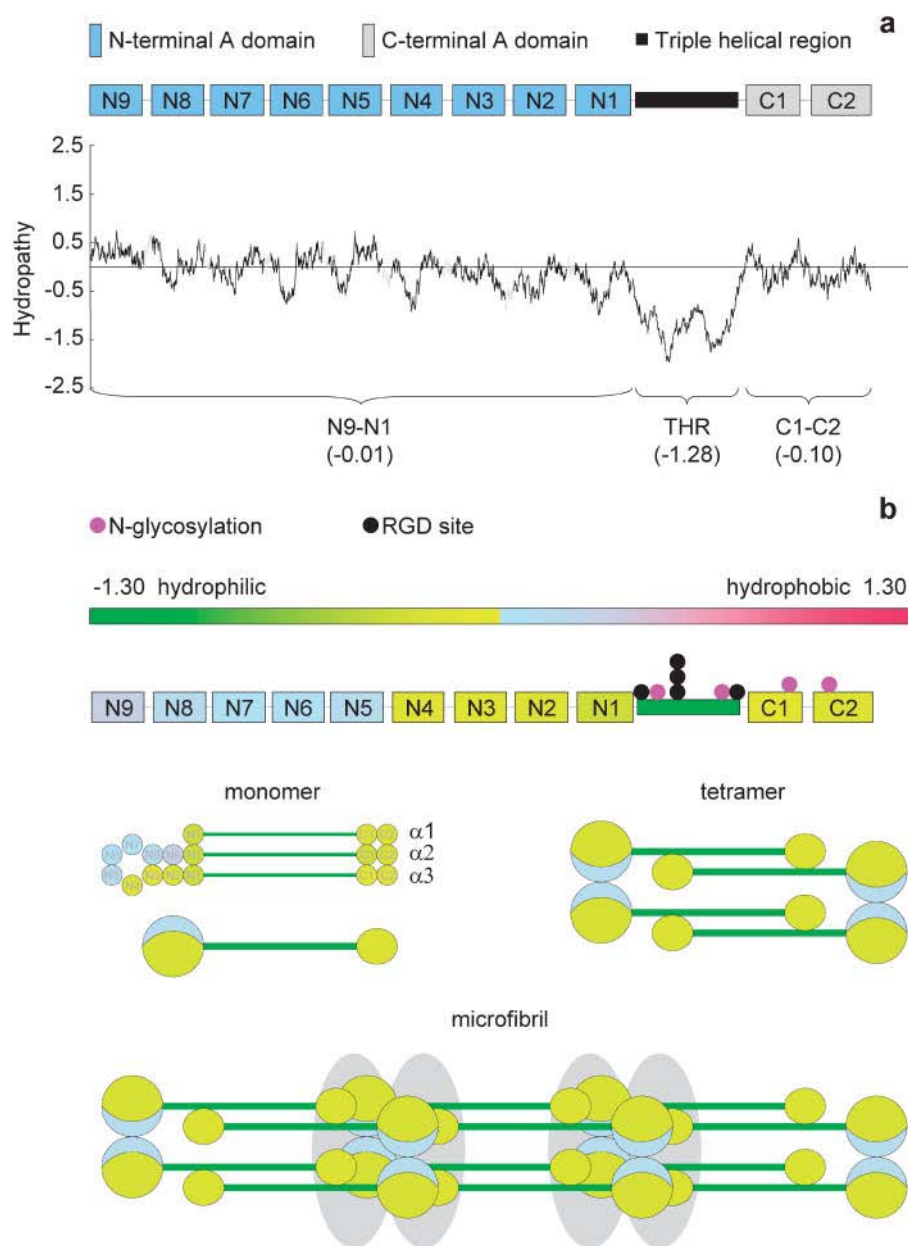 a
N-terminal A domain C-terminal A domain Triple helical region
N9 N8 N7 N6 N5 N4 N3 N2 N1 C1 C2
2.5
1.5
0.5
-0.5
-1.5
-2.5
Hydropathy
N9-N1 THR C1-C2
(-0.01) (-1.28) (-0.10)
b
N-glycosylation RGD site
-1.30 hydrophilic hydrophobic 1.30
N9 N8 N7 N6 N5 N4 N3 N2 N1 C1 C2
monomer tetramer
α1
α2
α3
microfibril